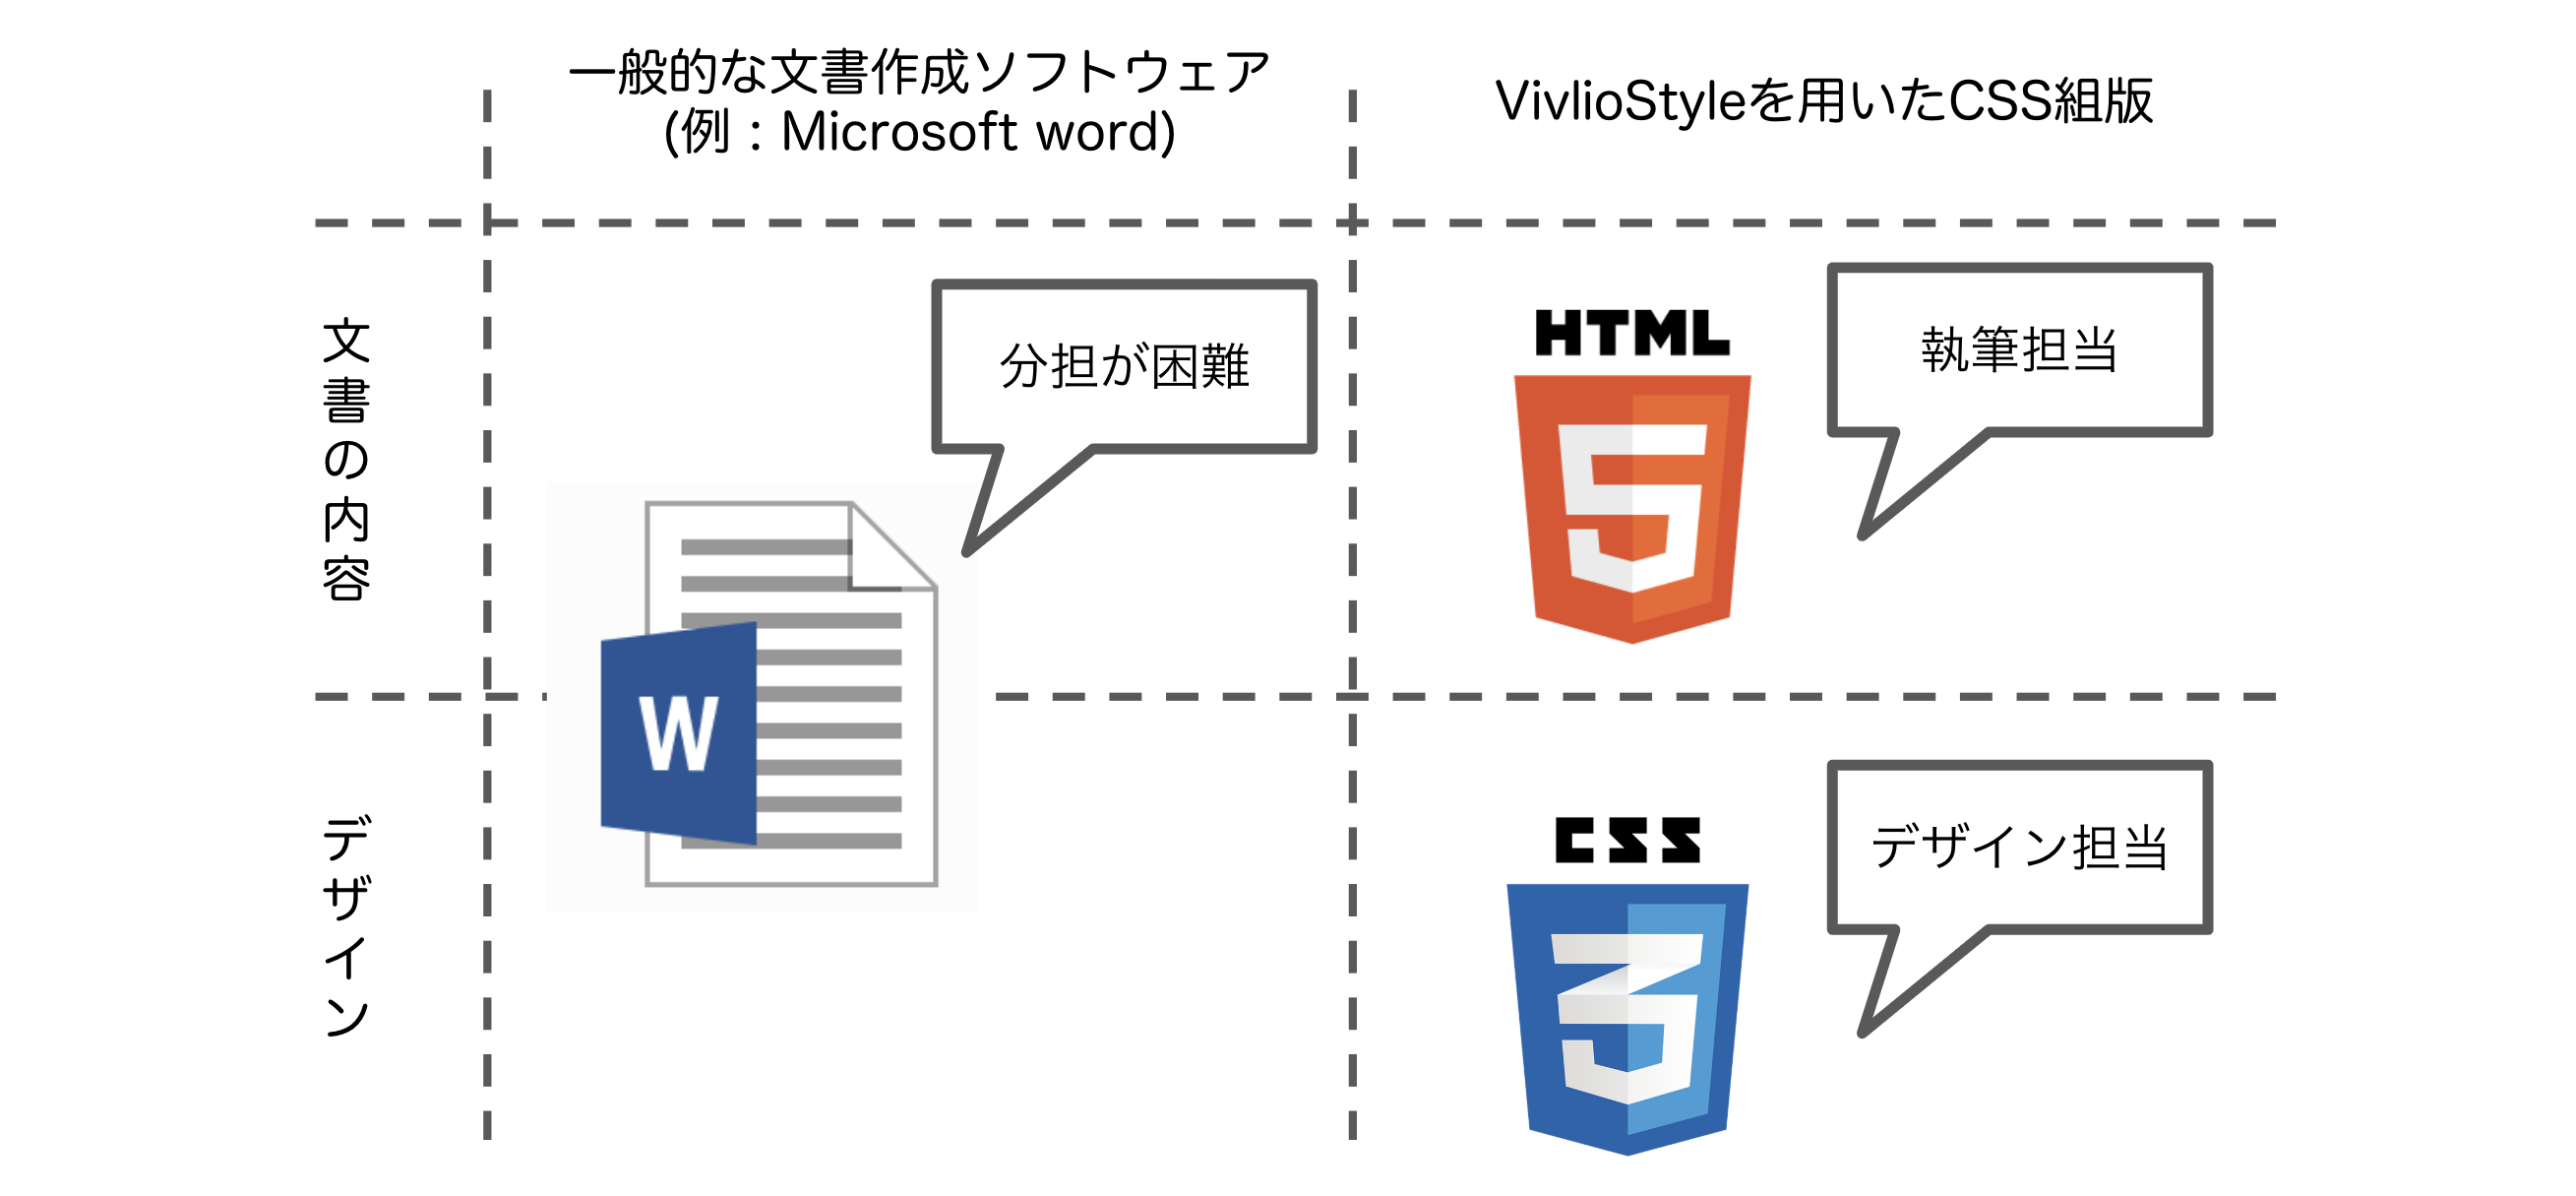 一般的な文書作成ソフトウェア
(例：Microsoft word)
VivlioStyleを用いたCSS組版
文書の内容
分担が困難
HTML
5
執筆担当
W
デザイン
CSS
3
デザイン担当